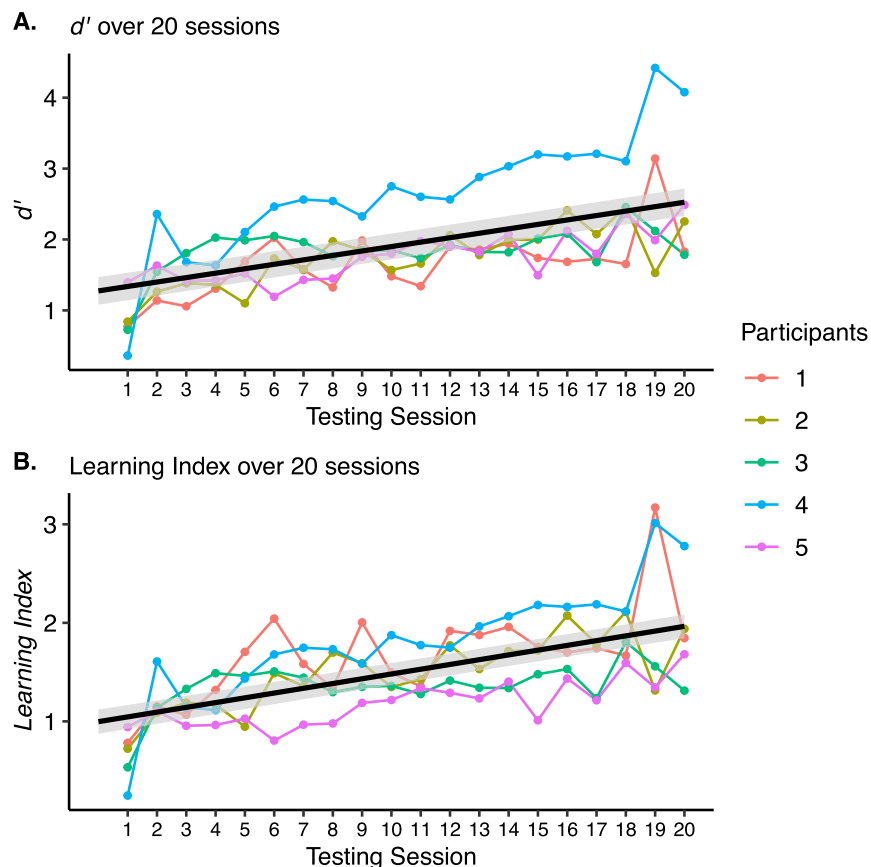 A.
d' over 20 sessions
4
3
2
1
d'
1 2 3 4 5 6 7 8 9 10 11 12 13 14 15 16 17 18 19 20
Testing Session
Participants
1
2
3
4
5
B.
Learning Index over 20 sessions
3
2
1
Learning Index
1 2 3 4 5 6 7 8 9 10 11 12 13 14 15 16 17 18 19 20
Testing Session